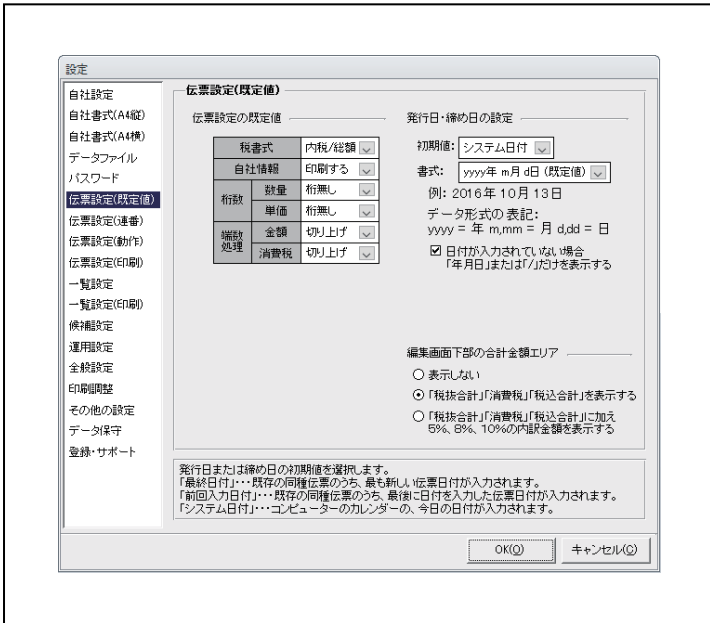 設定
自社設定
自社書式(A4縦)
自社書式(A4横)
データファイル
パスワード
伝票設定(既定値)
伝票設定(連番)
伝票設定(動作)
伝票設定(印刷)
一覧設定
一覧設定(印刷)
候補設定
運用設定
全般設定
印刷調整
その他の設定
データ保守
登録・サポート
伝票設定(既定値)
伝票設定の既定値
税書式 内税/総額
自社情報 印刷する
桁数 数量 桁無し
単価 桁無し
端数処理 金額 切り上げ
消費税 切り上げ
発行日・締め日の設定
初期値: システム日付
書式: yyyy年 m月 d日 (既定値)
例: 2016年 10月 13日
データ形式の表記:
yyyy = 年 m,mm = 月 d,dd = 日
日付が入力されていない場合
「年月日」または「/」だけを表示する
編集画面下部の合計金額エリア
表示しない
「税抜合計」「消費税」「税込合計」を表示する
「税抜合計」「消費税」「税込合計」に加え
5%、8%、10%の内訳金額を表示する
発行日または締め日の初期値を選択します。
「最終日付」・・・既存の同種伝票のうち、最も新しい伝票日付が入力されます。
「前回入力日付」・・・既存の同種伝票のうち、最後に日付を入力した伝票日付が入力されます。
「システム日付」・・・コンピューターのカレンダーの、今日の日付が入力されます。
OK(O) キャンセル(C)